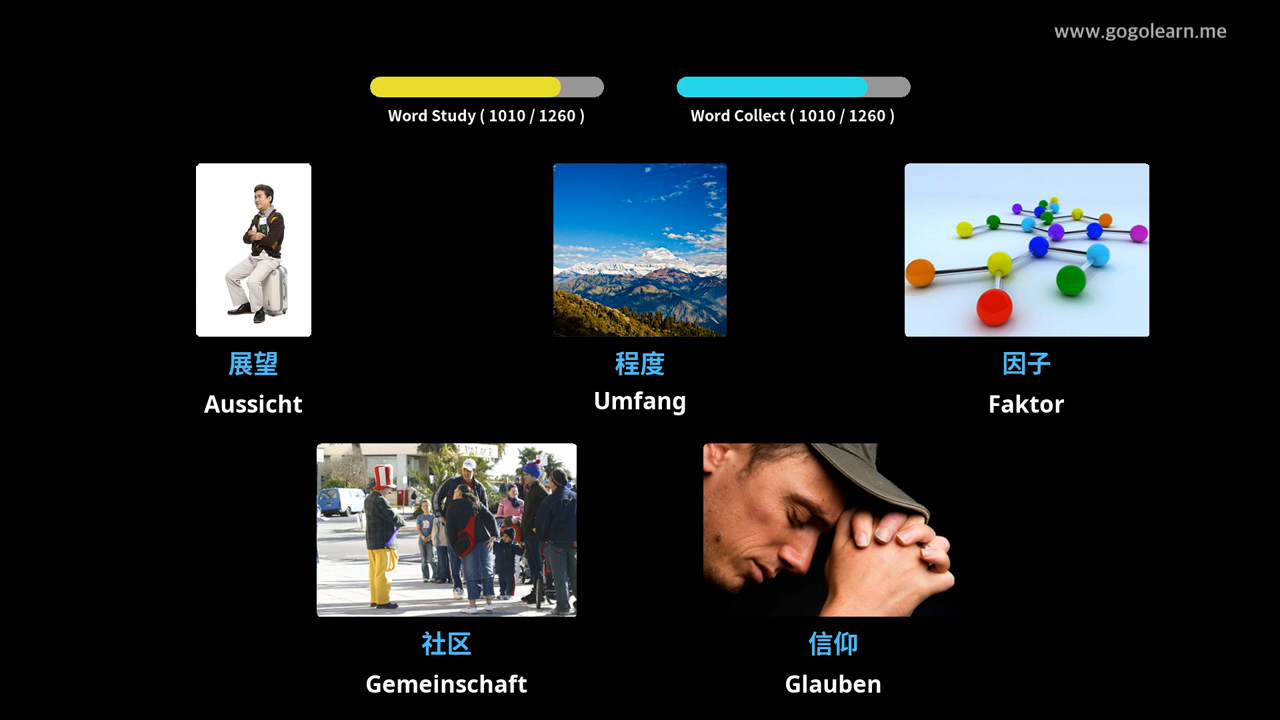 www.gogolearn.me
Word Study ( 1010 / 1260 )
Word Collect ( 1010 / 1260 )
展望
程度
因子
Aussicht
Umfang
Faktor
社区
信仰
Gemeinschaft
Glauben